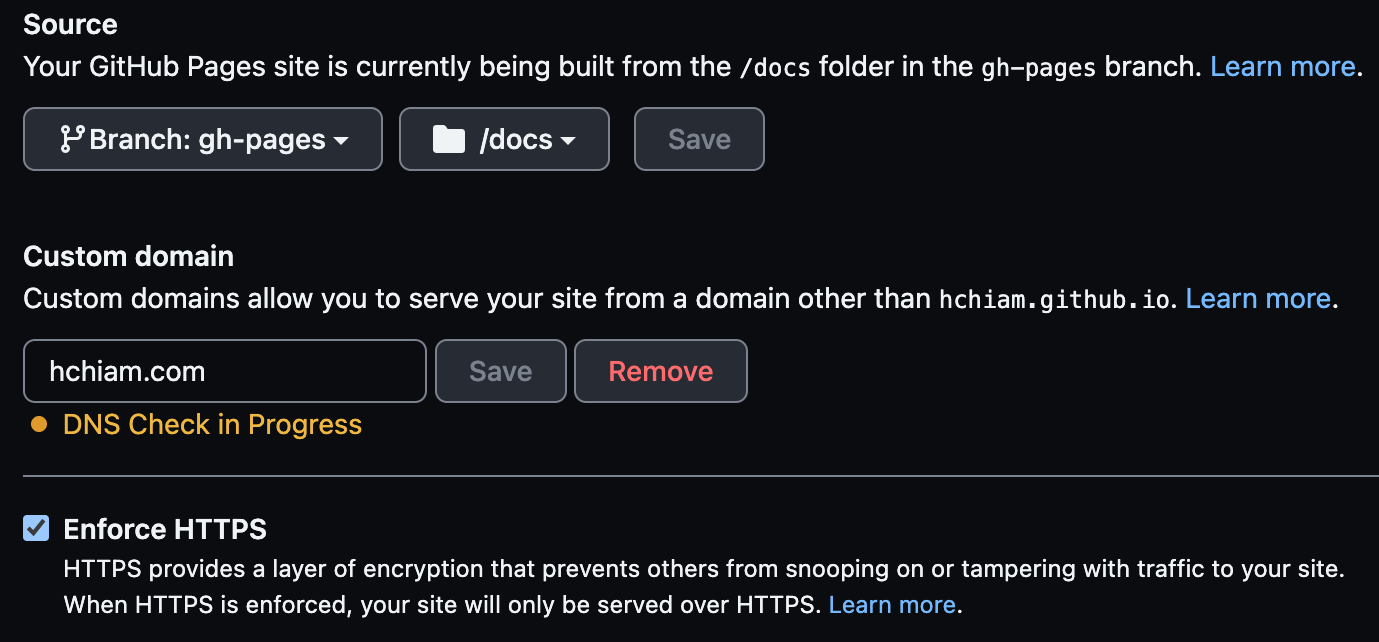 Source
Your GitHub Pages site is currently being built from the /docs folder in the gh-pages branch. Learn more.
Branch: gh-pages /docs Save
Custom domain
Custom domains allow you to serve your site from a domain other than hchiam.github.io. Learn more.
hchiam.com Save Remove
DNS Check in Progress
Enforce HTTPS
HTTPS provides a layer of encryption that prevents others from snooping on or tampering with traffic to your site.
When HTTPS is enforced, your site will only be served over HTTPS. Learn more.